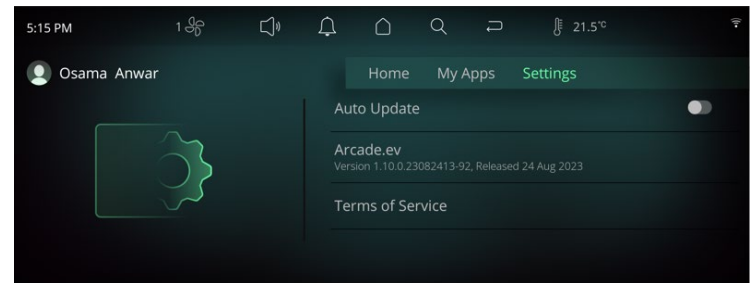 5:15 PM 1 21.5°C
Osama Anwar Home My Apps Settings
Auto Update
Arcade.ev
Version 1.10.0.23082413-92, Released 24 Aug 2023
Terms of Service